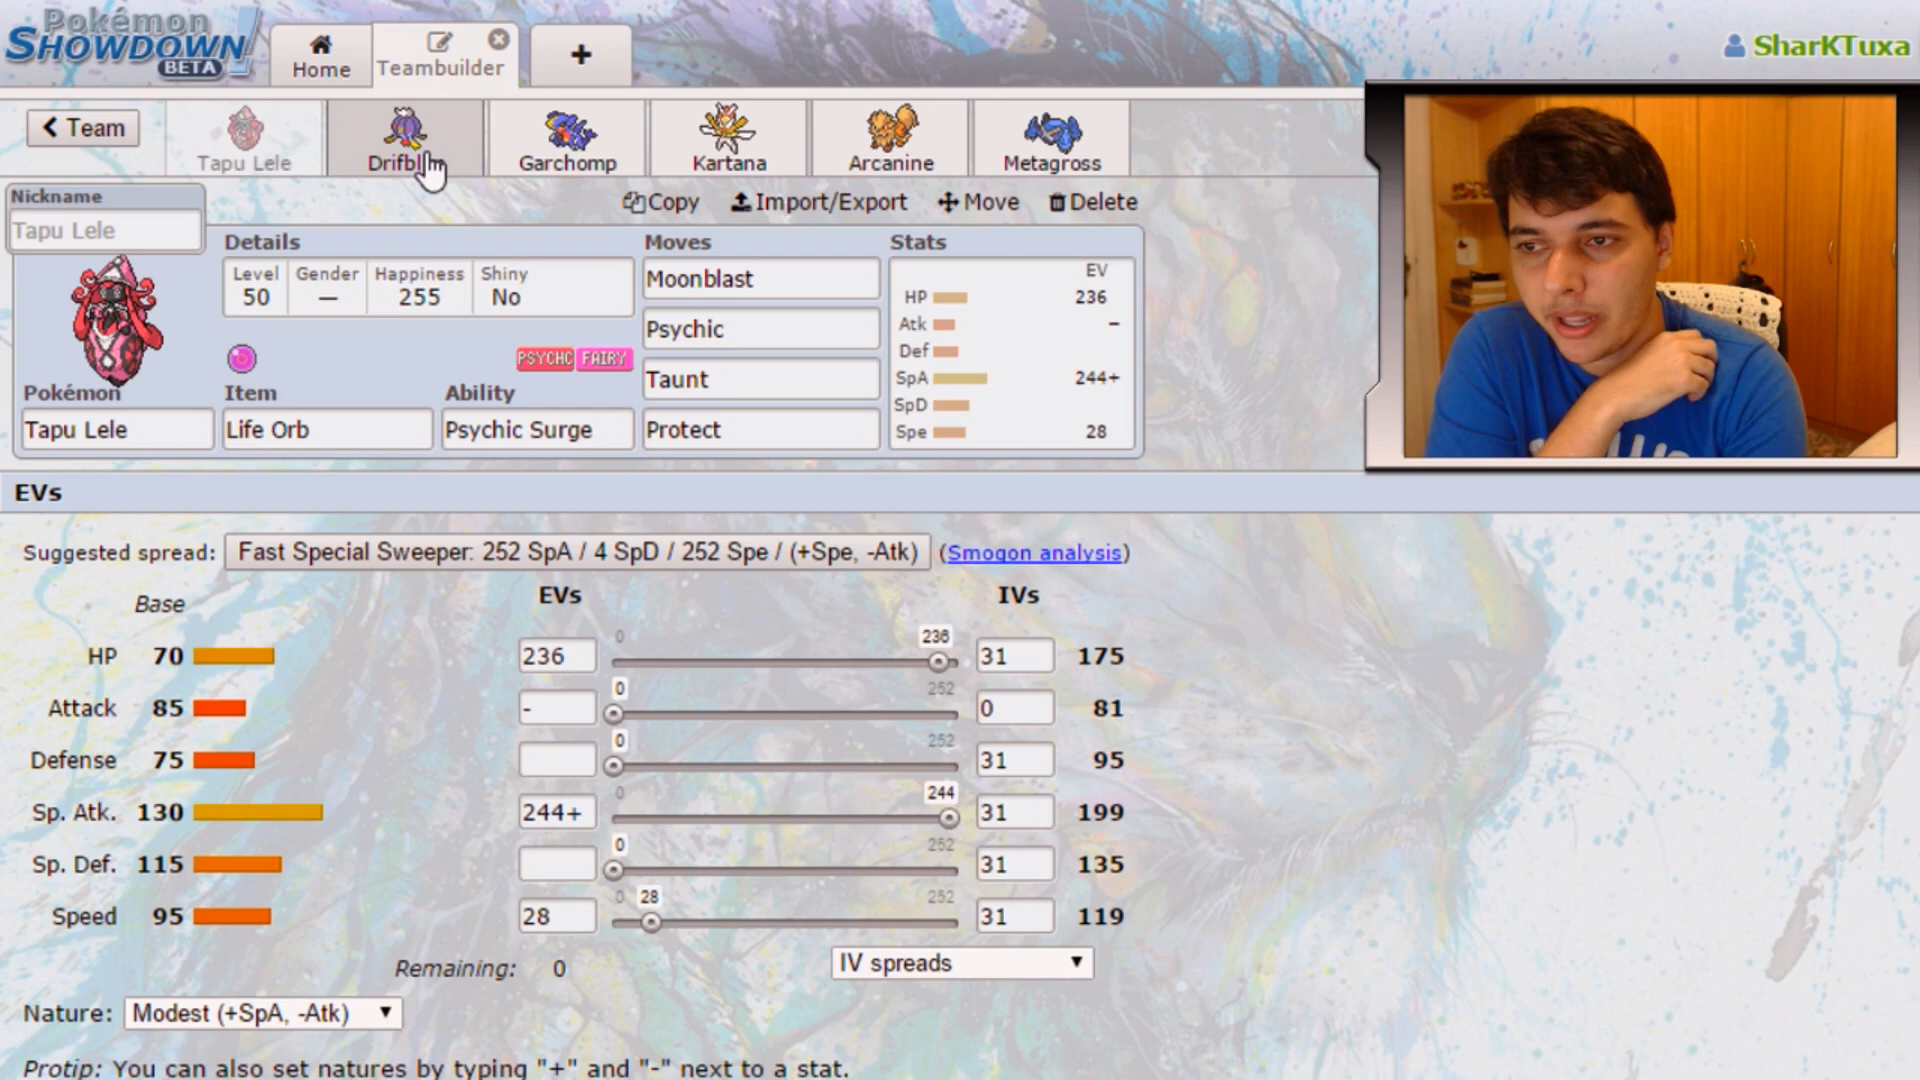 Pokémon
SHOWDOWN!
BETA
Home
Teambuilder
+
SharKTuxa
Team
Tapu Lele
Garchomp
Kartana
Arcanine
Metagross
Nickname
Tapu Lele
Copy
Import/Export
Move
Delete
Details
Moves
Stats
Level
Gender
Happiness
Shiny
50
—
255
No
Moonblast
Psychic
Taunt
Protect
EV
HP 236
Atk –
Def
SpA 244+
SpD
Spe 28
PSYCHC FAIRY
Pokémon
Item
Ability
Tapu Lele
Life Orb
Psychic Surge
EVs
Suggested spread: Fast Special Sweeper: 252 SpA / 4 SpD / 252 Spe / (+Spe, -Atk) (Smogon analysis)
Base
EVs
IVs
HP 70 236 0 236 31 175
Attack 85 - 0 252 0 81
Defense 75 0 252 31 95
Sp. Atk. 130 244+ 0 244 31 199
Sp. Def. 115 0 252 31 135
Speed 95 28 0 28 252 31 119
Remaining: 0
IV spreads
Nature: Modest (+SpA, -Atk)
Protip: You can also set natures by typing "+" and "-" next to a stat.